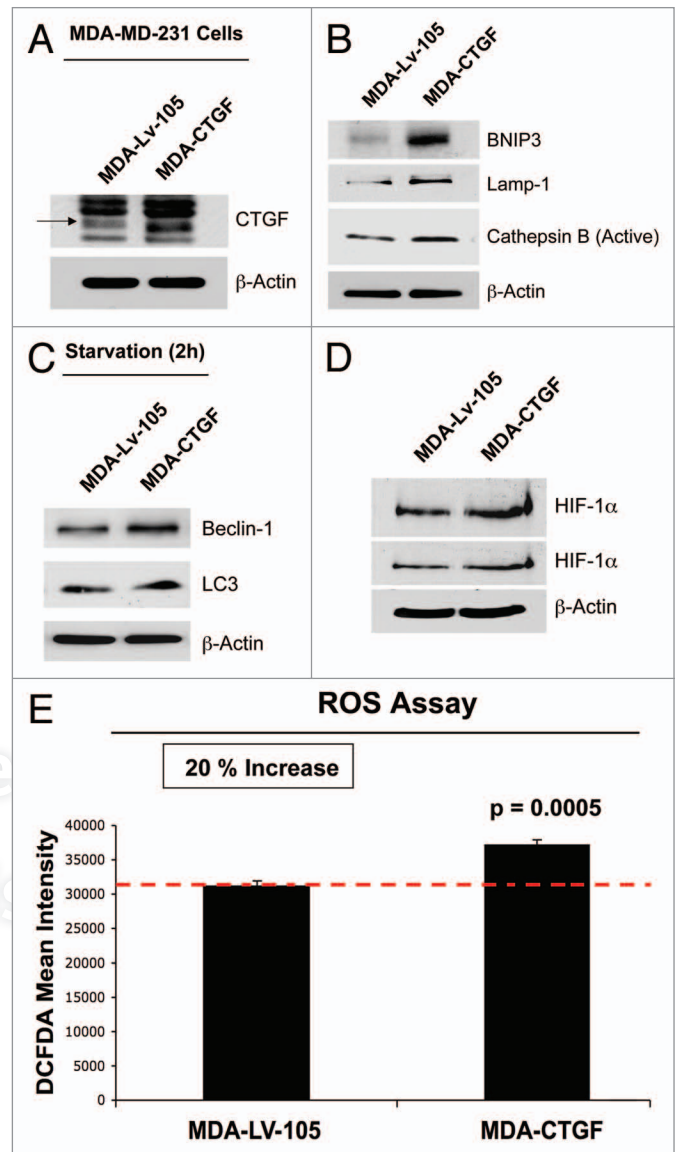 A
MDA-MD-231 Cells
MDA-Lv-105
MDA-CTGF
CTGF
β-Actin
B
MDA-Lv-105
MDA-CTGF
BNIP3
Lamp-1
Cathepsin B (Active)
β-Actin
C
Starvation (2h)
MDA-Lv-105
MDA-CTGF
Beclin-1
LC3
β-Actin
D
MDA-Lv-105
MDA-CTGF
HIF-1α
HIF-1α
β-Actin
E
ROS Assay
20 % Increase
p = 0.0005
DCFDA Mean Intensity
40000
35000
30000
25000
20000
15000
10000
5000
0
MDA-LV-105
MDA-CTGF